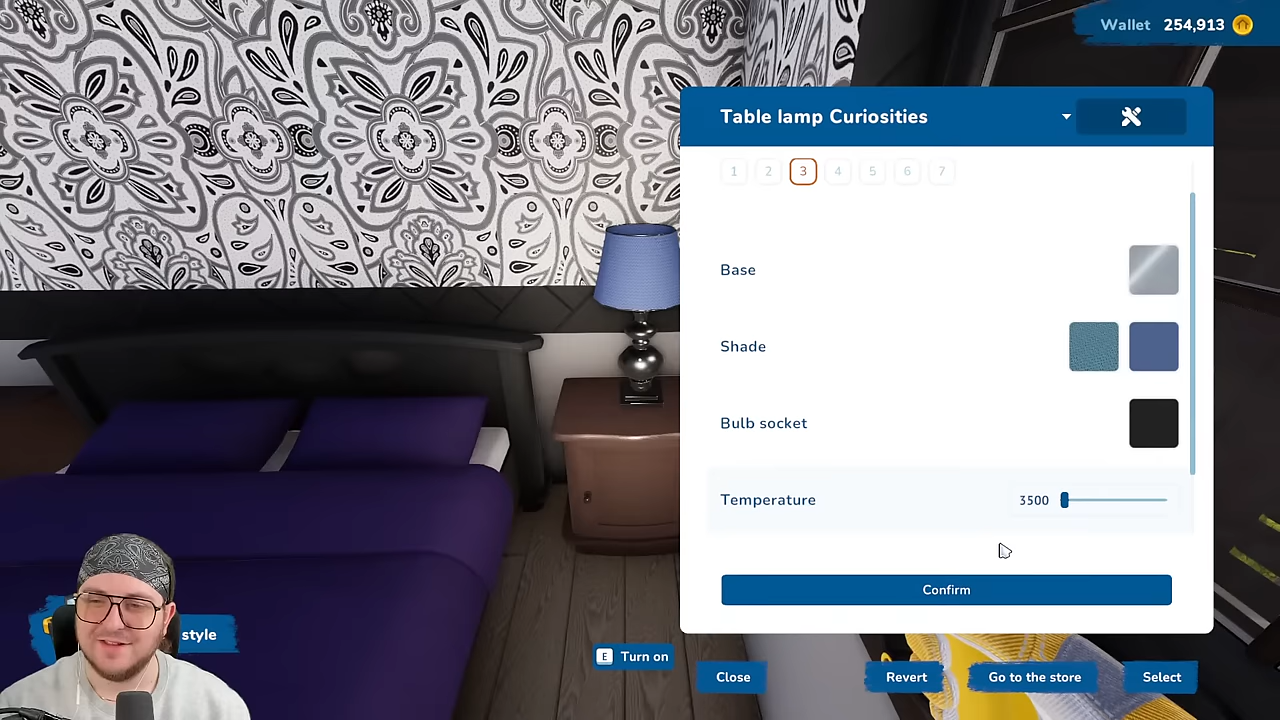 Wallet 254,913
Table lamp Curiosities
1 2 3 4 5 6 7
Base
Shade
Bulb socket
Temperature 3500
Confirm
style
E Turn on
Close Revert Go to the store Select